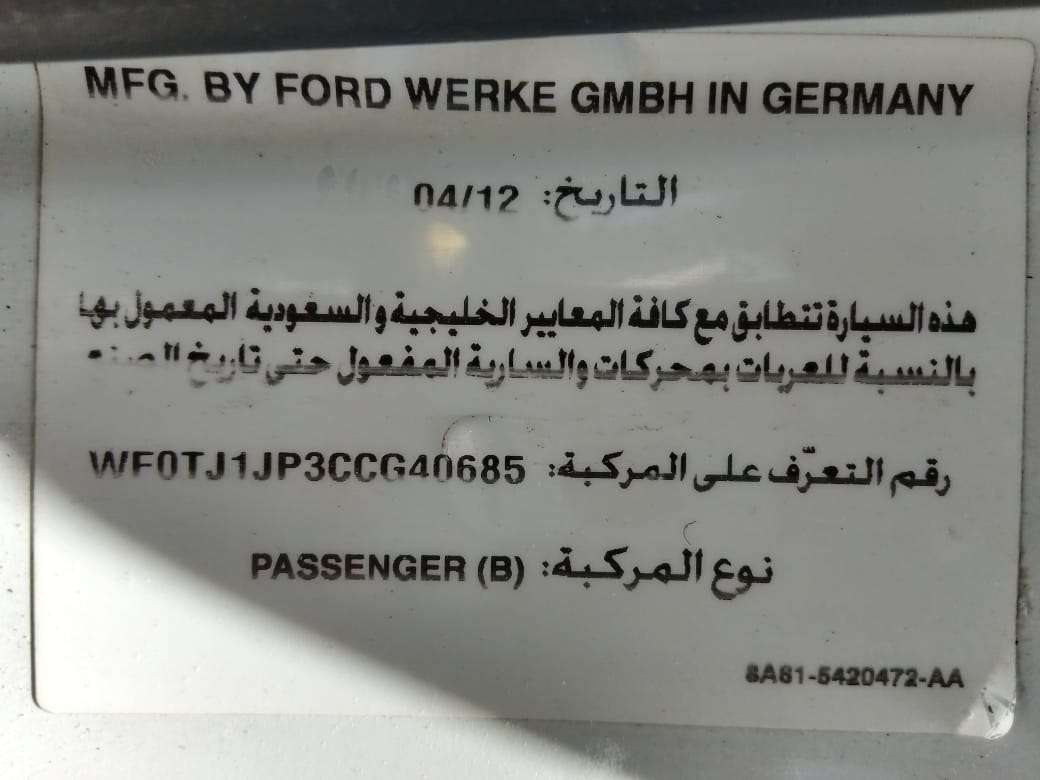 MFG. BY FORD WERKE GMBH IN GERMANY
التاريخ: 04/12
هذه السيارة تتطابق مع كافة المعايير الخليجية والسعودية المعمول بها
بالنسبة للعربات بمحركات والسارية المفعول حتى تاريخ الصنع
رقم التعرّف على المركبة: WF0TJ1JP3CCG40685
نوع المركبة: PASSENGER (B)
8A61-5420472-AA